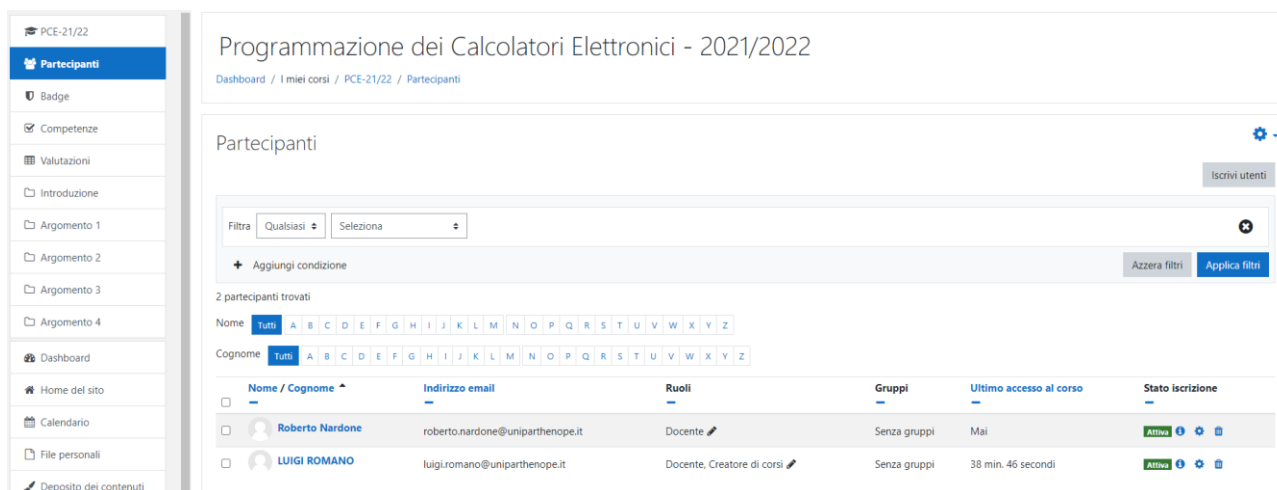 PCE-21/22
Partecipanti
Badge
Competenze
Valutazioni
Introduzione
Argomento 1
Argomento 2
Argomento 3
Argomento 4
Dashboard
Home del sito
Calendario
File personali
Deposito dei contenuti
Programmazione dei Calcolatori Elettronici - 2021/2022
Dashboard / I miei corsi / PCE-21/22 / Partecipanti
Partecipanti
Iscrivi utenti
Filtra Qualsiasi Seleziona
Aggiungi condizione Azzera filtri Applica filtri
2 partecipanti trovati
Nome Tutti A B C D E F G H I J K L M N O P Q R S T U V W X Y Z
Cognome Tutti A B C D E F G H I J K L M N O P Q R S T U V W X Y Z
Nome / Cognome Indirizzo email Ruoli Gruppi Ultimo accesso al corso Stato iscrizione
Roberto Nardone roberto.nardone@uniparthenope.it Docente Senza gruppi Mai Attiva
LUIGI ROMANO luigi.romano@uniparthenope.it Docente, Creatore di corsi Senza gruppi 38 min. 46 secondi Attiva